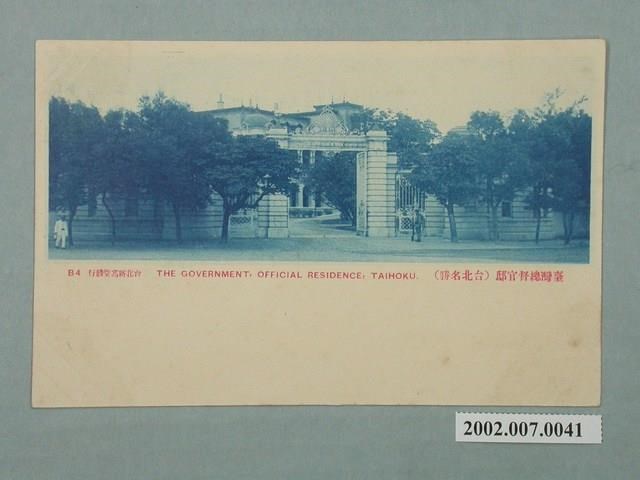 B4 行發堂高新北台 THE GOVERNMENT, OFFICIAL RESIDENCE, TAIHOKU. (勝名北台) 邸官督總灣臺
2002.007.0041